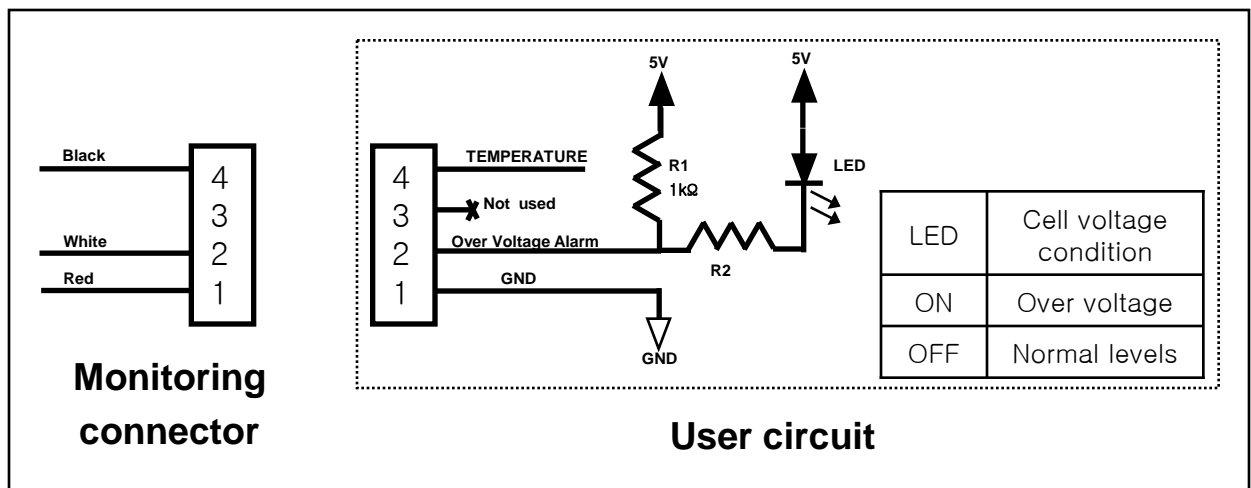 Black
4
3
White
2
Red
1
Monitoring
connector
5V
5V
TEMPERATURE
R1
1kΩ
LED
4
3
Not used
Over Voltage Alarm
2
R2
GND
1
GND
LED
Cell voltage
condition
ON
Over voltage
OFF
Normal levels
User circuit